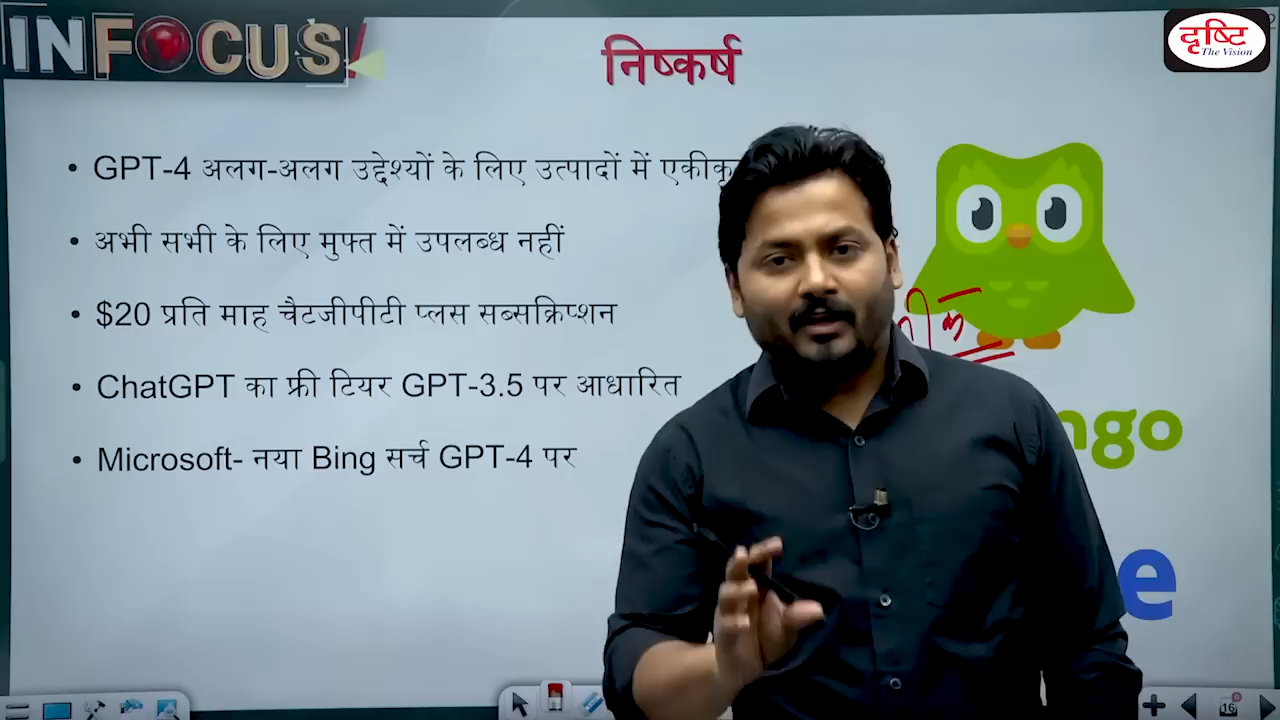 INFOCUS!
निष्कर्ष
दृष्टि
The Vision
• GPT-4 अलग-अलग उद्देश्यों के लिए उत्पादों में
• अभी सभी के लिए मुफ्त में उपलब्ध नहीं
• $20 प्रति माह चैटजीपीटी प्लस सब्सक्रिप्शन
• ChatGPT का फ्री टियर GPT-3.5 पर आधारित
• Microsoft- नया Bing सर्च GPT-4 पर
ngo
e
16